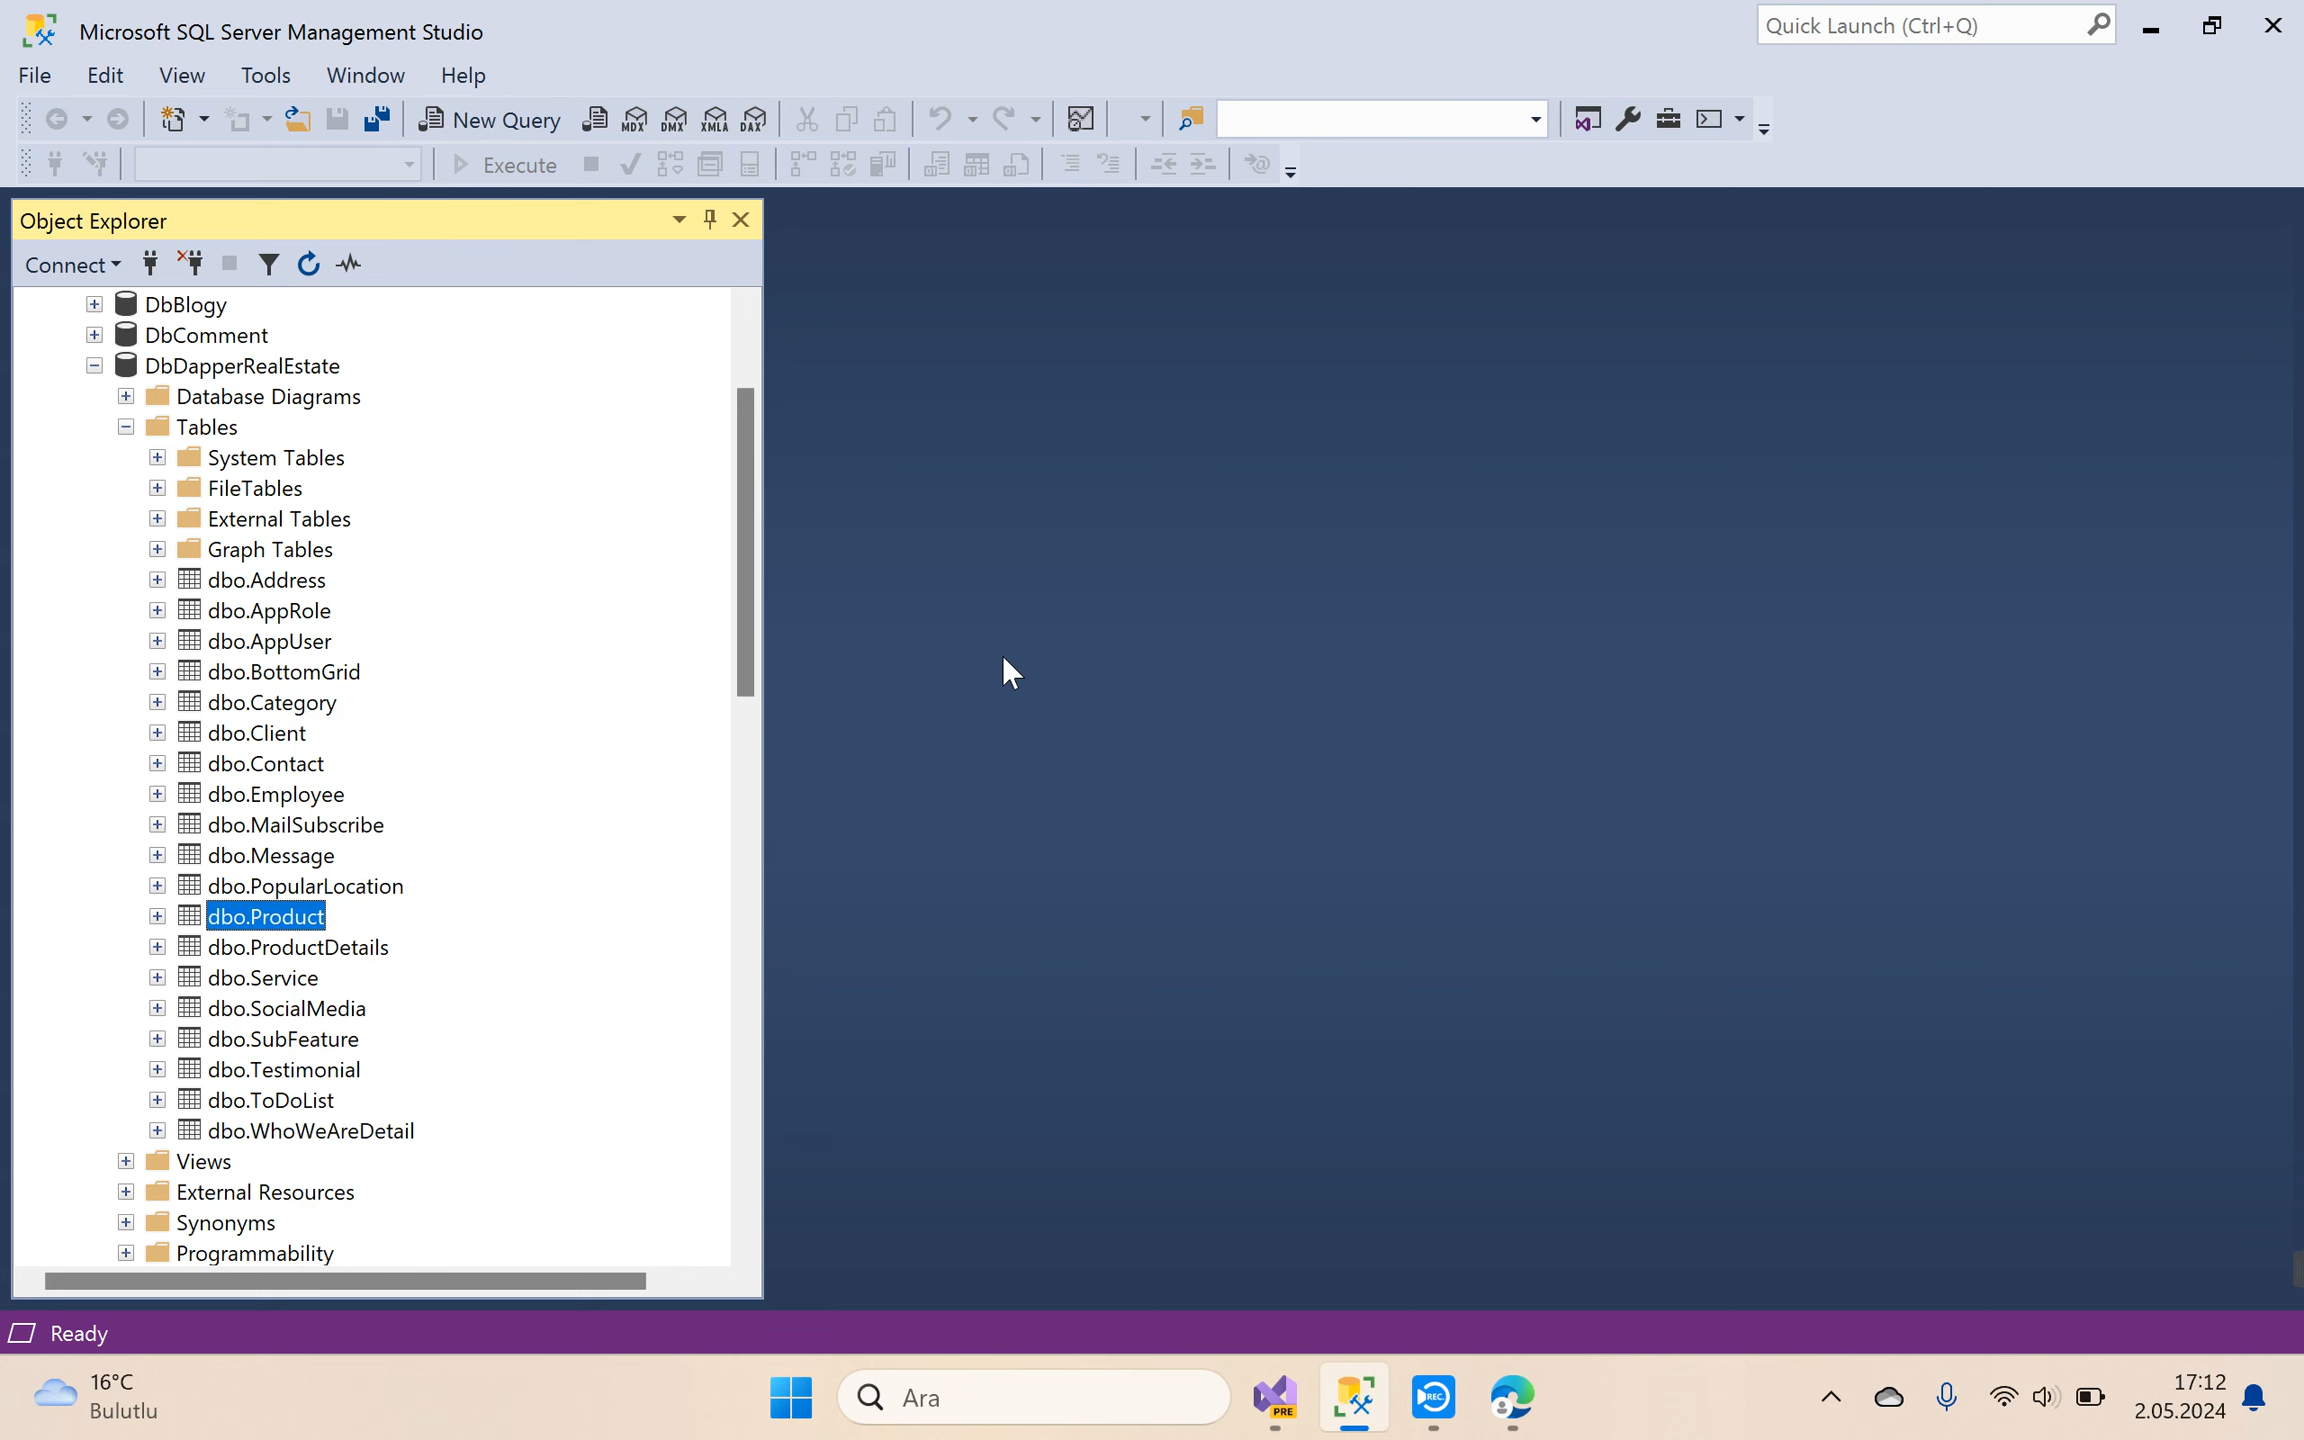 Microsoft SQL Server Management Studio
Quick Launch (Ctrl+Q)
File Edit View Tools Window Help
New Query MDX DMX XMLA DAX
Execute
Object Explorer
Connect
DbBlogy
DbComment
DbDapperRealEstate
Database Diagrams
Tables
System Tables
FileTables
External Tables
Graph Tables
dbo.Address
dbo.AppRole
dbo.AppUser
dbo.BottomGrid
dbo.Category
dbo.Client
dbo.Contact
dbo.Employee
dbo.MailSubscribe
dbo.Message
dbo.PopularLocation
dbo.Product
dbo.ProductDetails
dbo.Service
dbo.SocialMedia
dbo.SubFeature
dbo.Testimonial
dbo.ToDoList
dbo.WhoWeAreDetail
Views
External Resources
Synonyms
Programmability
Ready
16°C
Bulutlu
Ara
PRE
REC
17:12
2.05.2024